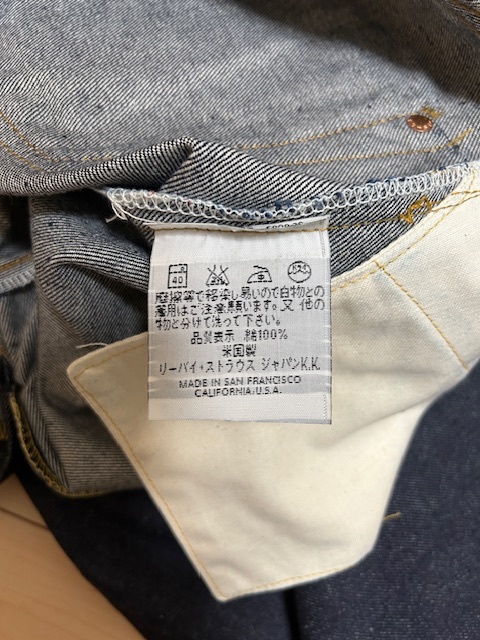 40
摩擦等で移染し易いので白物との
着用はご注意願います。又 他の
物と分けて洗って下さい。
品質表示 綿100%
米国製
リーバイ・ストラウス ジャパンK.K.
MADE IN SAN FRANCISCO
CALIFORNIA/U.S.A.